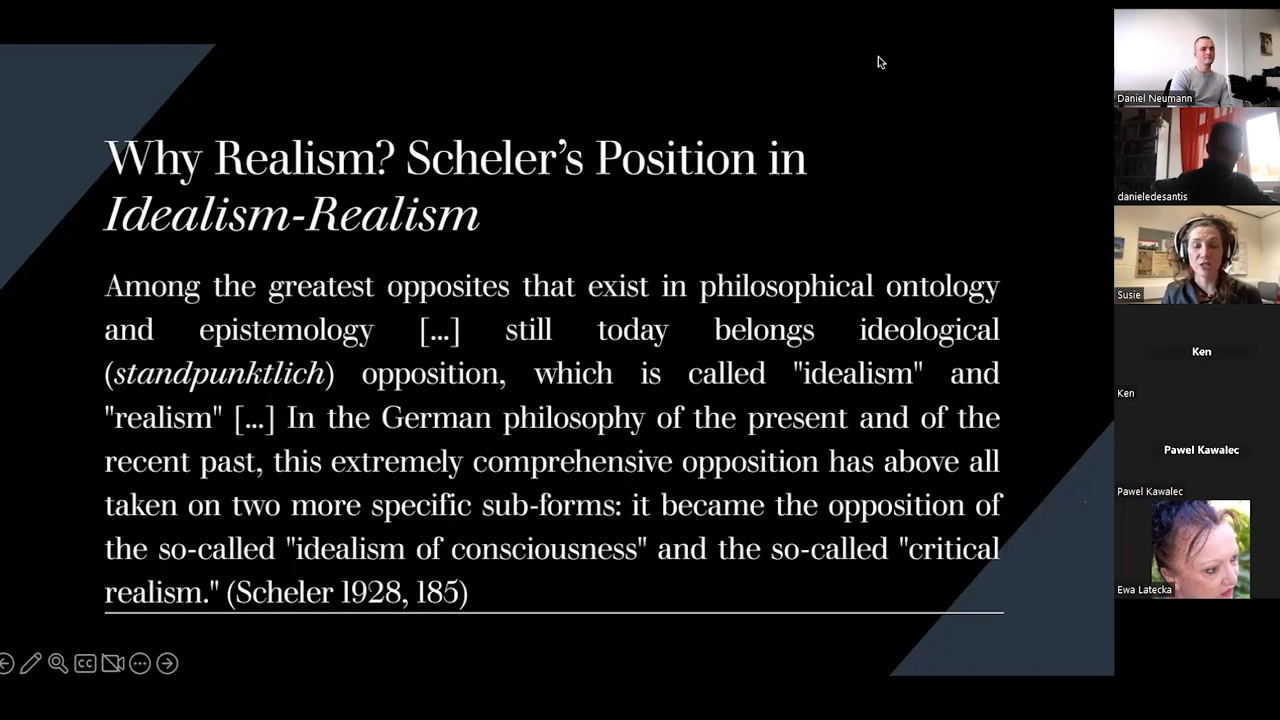 Why Realism? Scheler's Position in
Idealism-Realism
Among the greatest opposites that exist in philosophical ontology
and epistemology [...] still today belongs ideological
(standpunktlich) opposition, which is called "idealism" and
"realism" [...] In the German philosophy of the present and of the
recent past, this extremely comprehensive opposition has above all
taken on two more specific sub-forms: it became the opposition of
the so-called "idealism of consciousness" and the so-called "critical
realism." (Scheler 1928, 185)
CC
Daniel Neumann
danieledesantis
Susie
Ken
Ken
Pawel Kawalec
Pawel Kawalec
Ewa Latecka